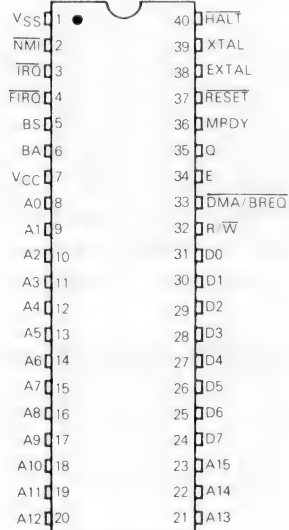 VSS 1 40 HALT
NMI 2 39 XTAL
IRQ 3 38 EXTAL
FIRQ 4 37 RESET
BS 5 36 MRDY
BA 6 35 Q
VCC 7 34 E
A0 8 33 DMA/BREQ
A1 9 32 R/W
A2 10 31 D0
A3 11 30 D1
A4 12 29 D2
A5 13 28 D3
A6 14 27 D4
A7 15 26 D5
A8 16 25 D6
A9 17 24 D7
A10 18 23 A15
A11 19 22 A14
A12 20 21 A13